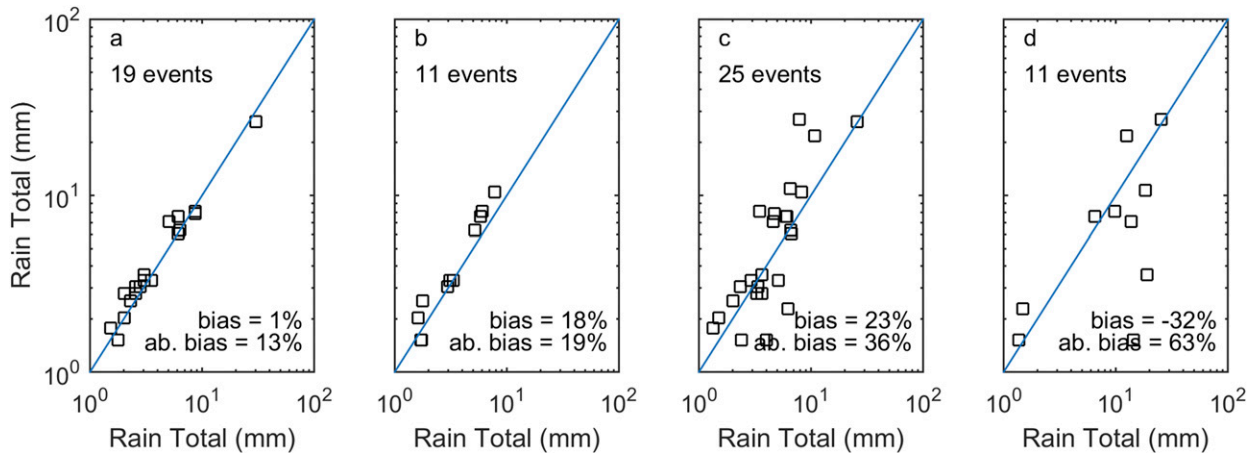 Rain Total (mm)
10^2
10^1
10^0
a
19 events
bias = 1%
ab. bias = 13%
10^0 10^1 10^2
Rain Total (mm)
b
11 events
bias = 18%
ab. bias = 19%
10^0 10^1 10^2
Rain Total (mm)
c
25 events
bias = 23%
ab. bias = 36%
10^0 10^1 10^2
Rain Total (mm)
d
11 events
bias = -32%
ab. bias = 63%
10^0 10^1 10^2
Rain Total (mm)